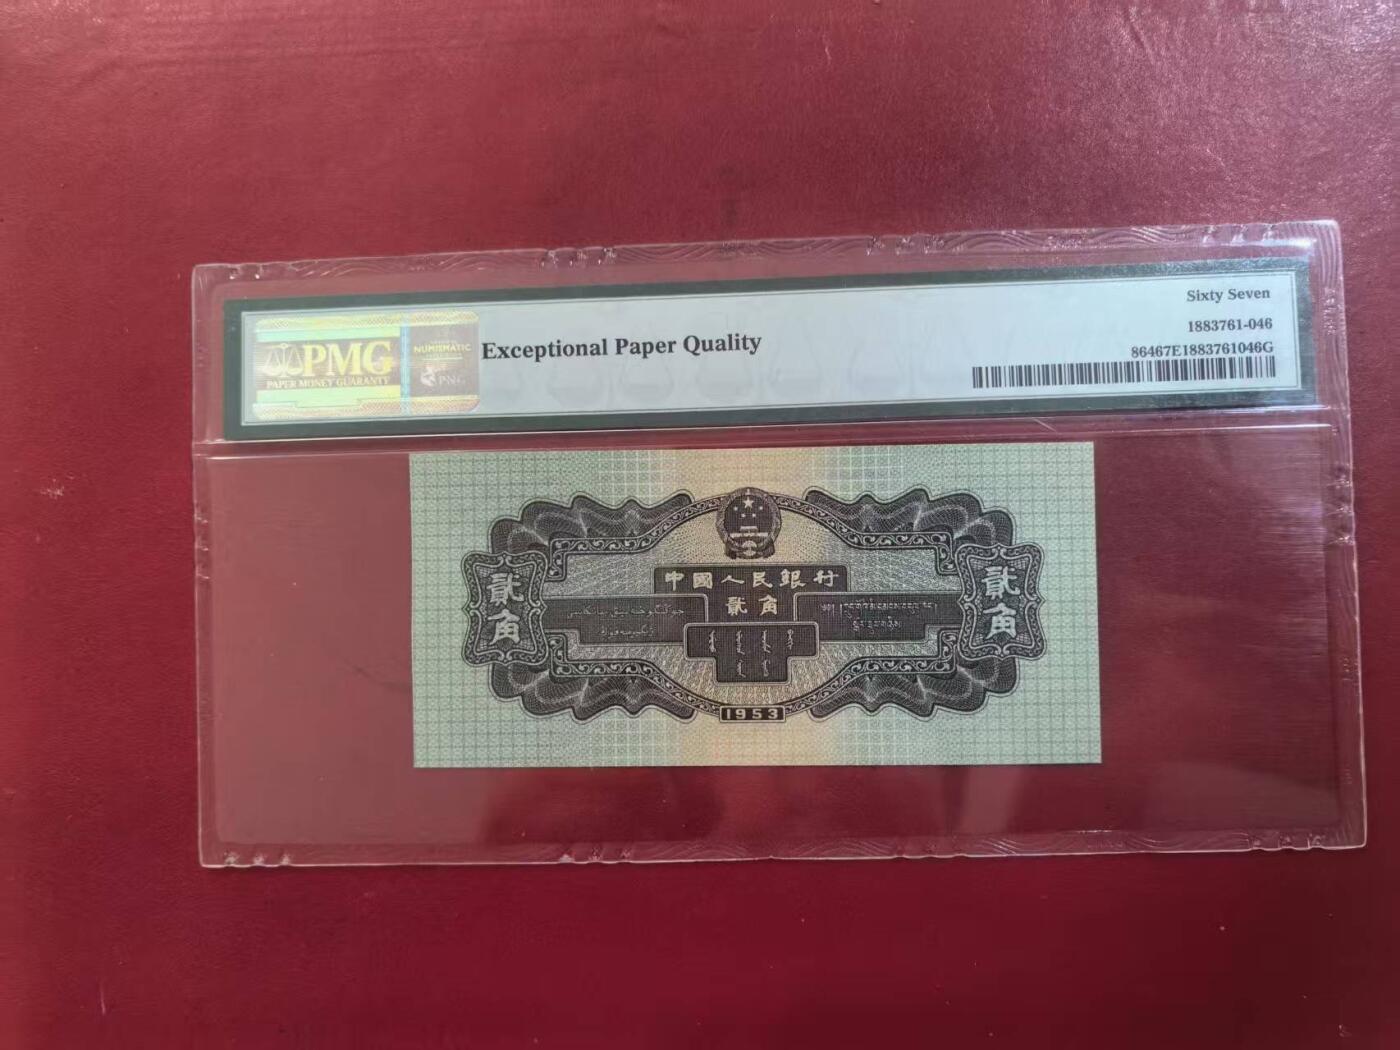 Sixty Seven
1883761-046
86467E1883761046G
PMG
PAPER MONEY GUARANTY
NUMISMATIC
PNG
Exceptional Paper Quality
中國人民銀行
貳角
貳角
貳角
1953